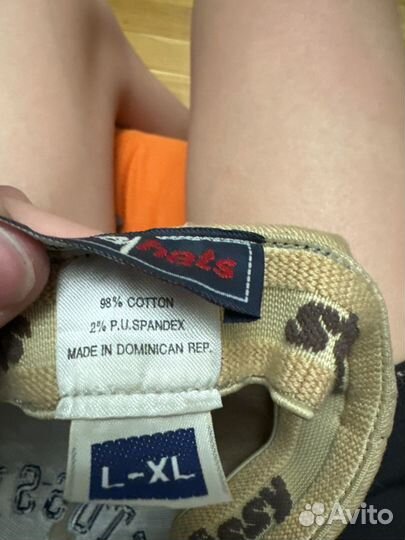 hats
98% COTTON
2% P.U.SPANDEX
MADE IN DOMINICAN REP.
L-XL
Avito